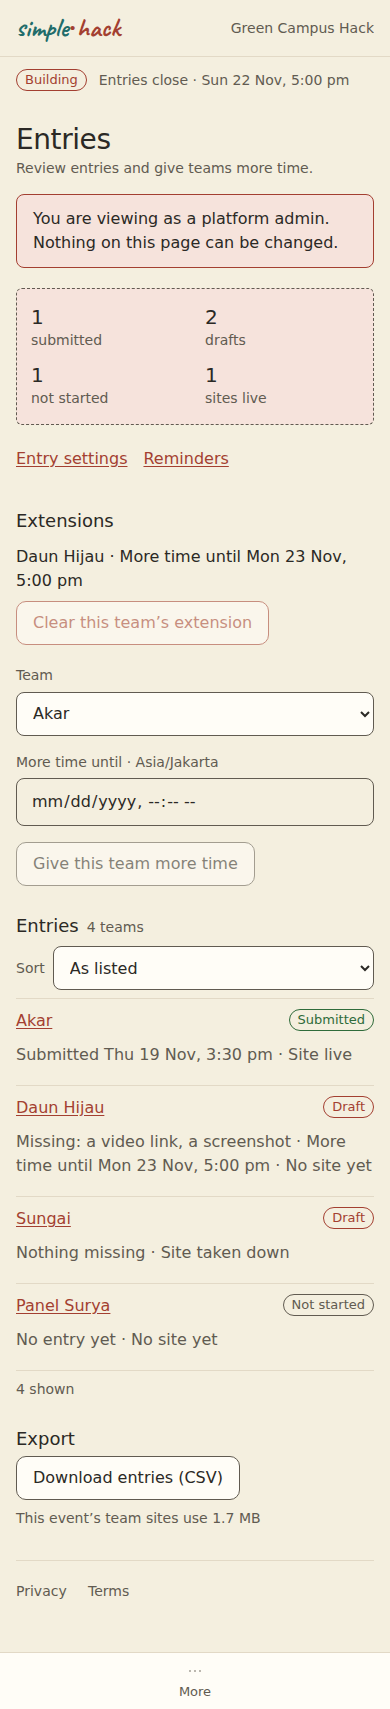 simple·hack
Green Campus Hack
Building
Entries close · Sun 22 Nov, 5:00 pm
Entries
Review entries and give teams more time.
You are viewing as a platform admin.
Nothing on this page can be changed.
1
2
submitted
drafts
1
1
not started
sites live
Entry settings
Reminders
Extensions
Daun Hijau · More time until Mon 23 Nov,
5:00 pm
Clear this team’s extension
Team
Akar
More time until · Asia/Jakarta
mm/dd/yyyy, --:-- --
Give this team more time
Entries 4 teams
Sort
As listed
Akar
Submitted
Submitted Thu 19 Nov, 3:30 pm · Site live
Daun Hijau
Draft
Missing: a video link, a screenshot · More
time until Mon 23 Nov, 5:00 pm · No site yet
Sungai
Draft
Nothing missing · Site taken down
Panel Surya
Not started
No entry yet · No site yet
4 shown
Export
Download entries (CSV)
This event’s team sites use 1.7 MB
Privacy
Terms
...
More